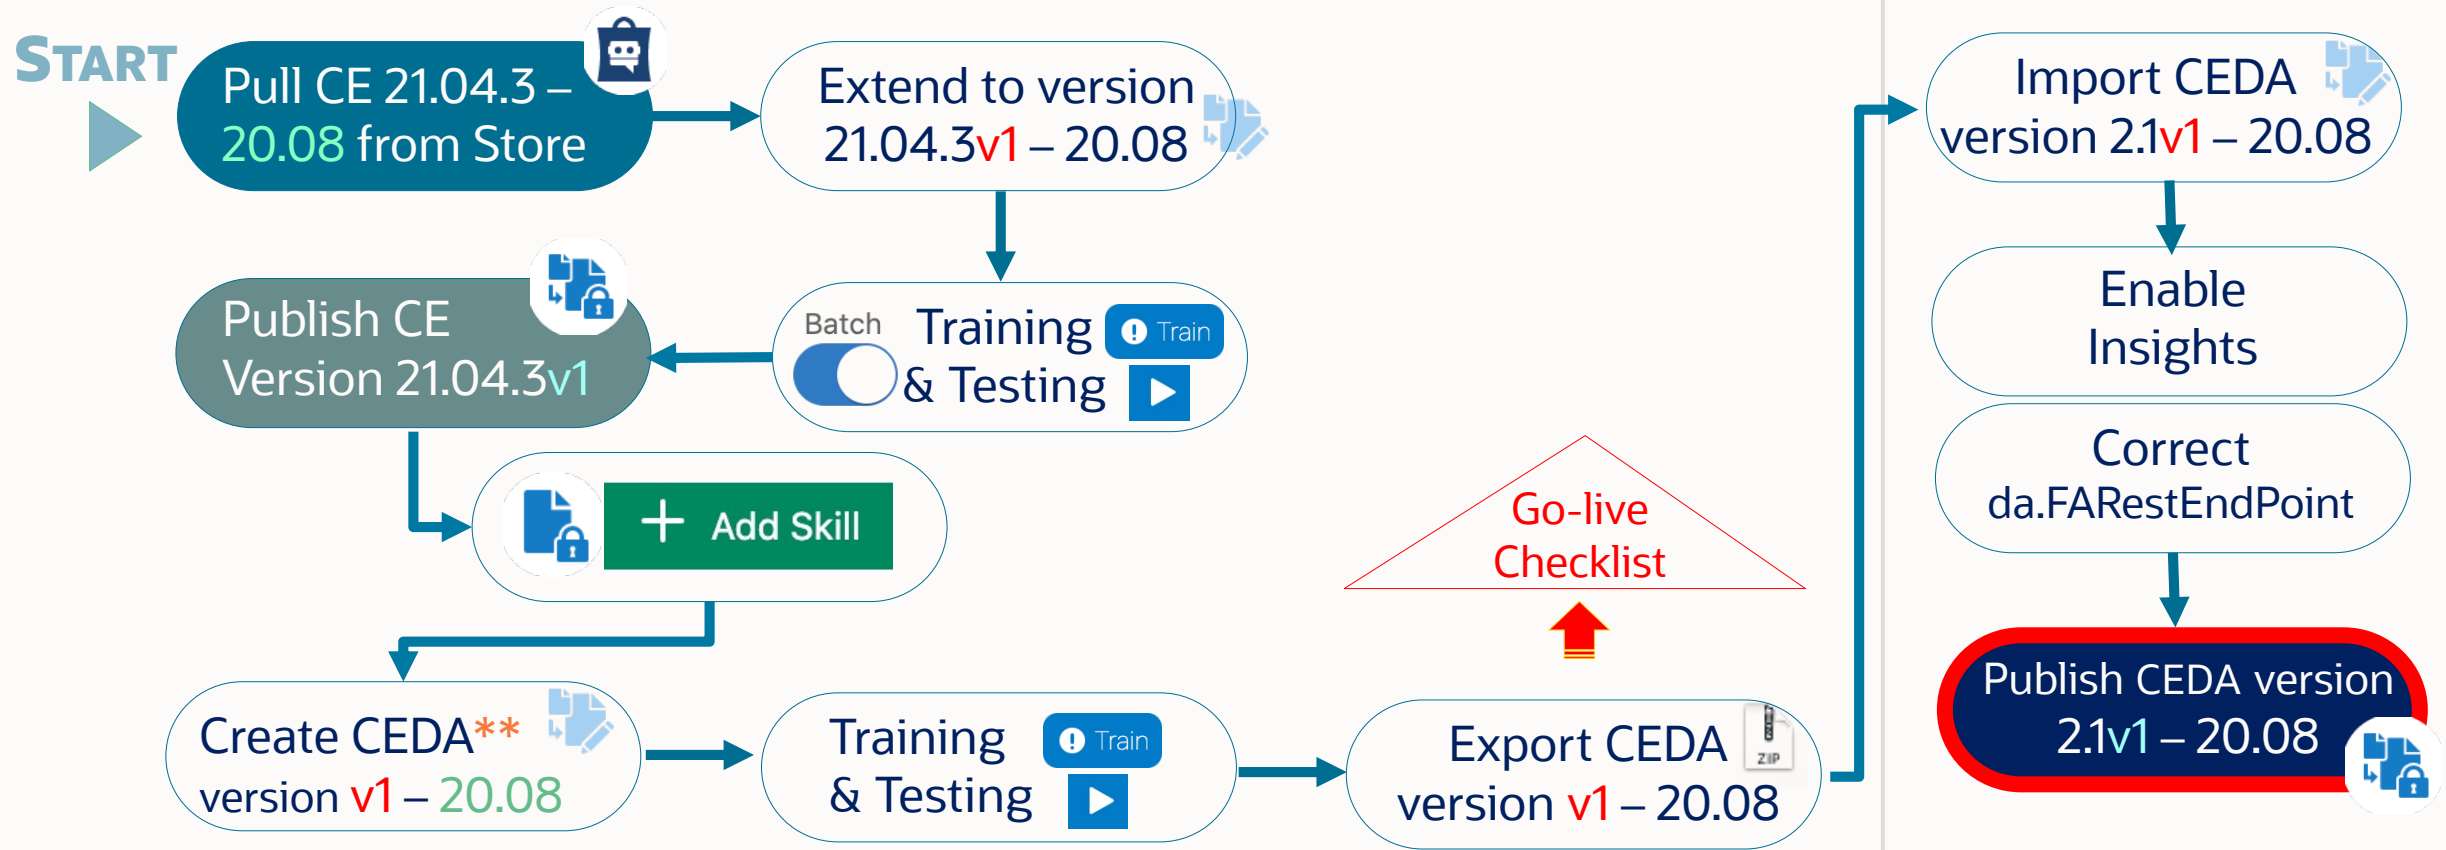 START
Pull CE 21.04.3 –
20.08 from Store
Extend to version
21.04.3v1 – 20.08
Publish CE
Version 21.04.3v1
Batch
Training
& Testing
Train
Add Skill
Create CEDA**
version v1 – 20.08
Training
& Testing
Train
Go-live
Checklist
Export CEDA
version v1 – 20.08
ZIP
Import CEDA
version 2.1v1 – 20.08
Enable
Insights
Correct
da.FARestEndPoint
Publish CEDA version
2.1v1 – 20.08